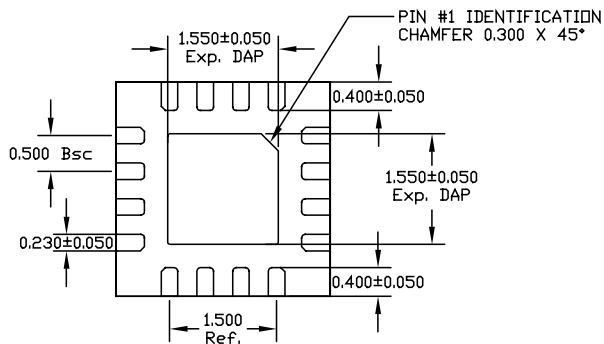 PIN #1 IDENTIFICATION
CHAMFER 0.300 X 45°
1.550±0.050
Exp. DAP
0.400±0.050
0.500 Bsc
1.550±0.050
Exp. DAP
0.230±0.050
0.400±0.050
1.500
Ref.